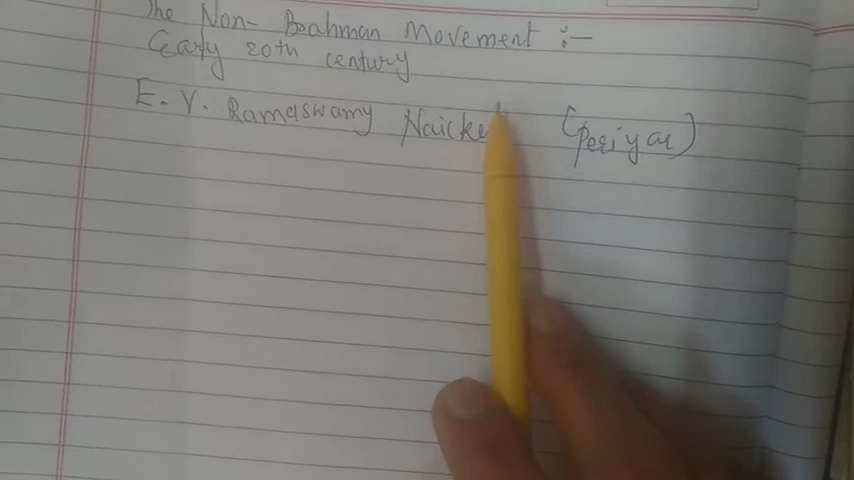 The Non-Brahman Movement :-
Early 20th century
E. V. Ramaswamy Naicke (Periyar)